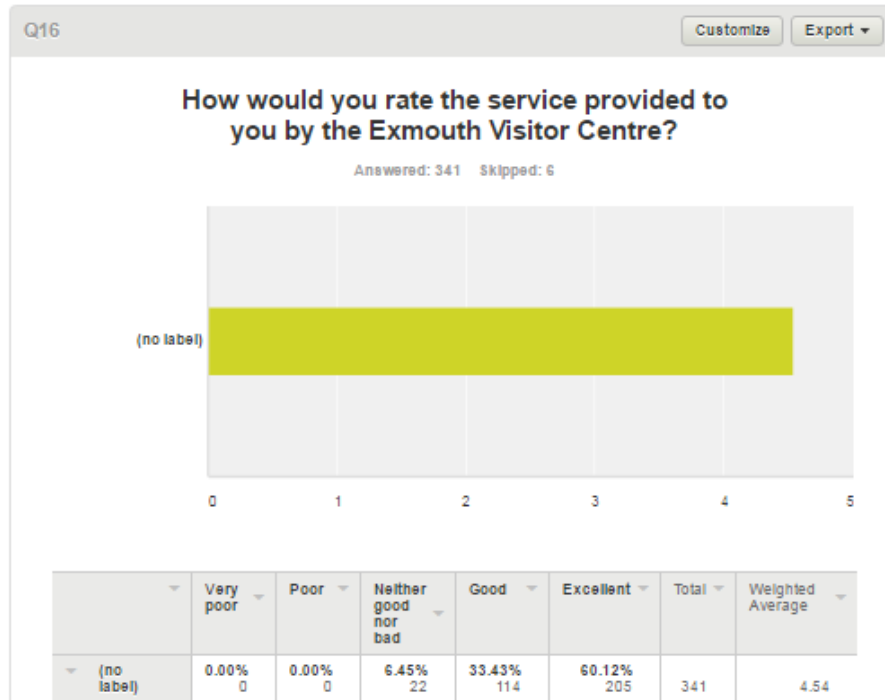 Q16
Customize Export
How would you rate the service provided to
you by the Exmouth Visitor Centre?
Answered: 341 Skipped: 6
(no label)
0 1 2 3 4 5
Very poor Poor Neither good nor bad Good Excellent Total Weighted Average
(no label) 0.00% 0.00% 6.45% 33.43% 60.12%
0 0 22 114 205 341 4.54